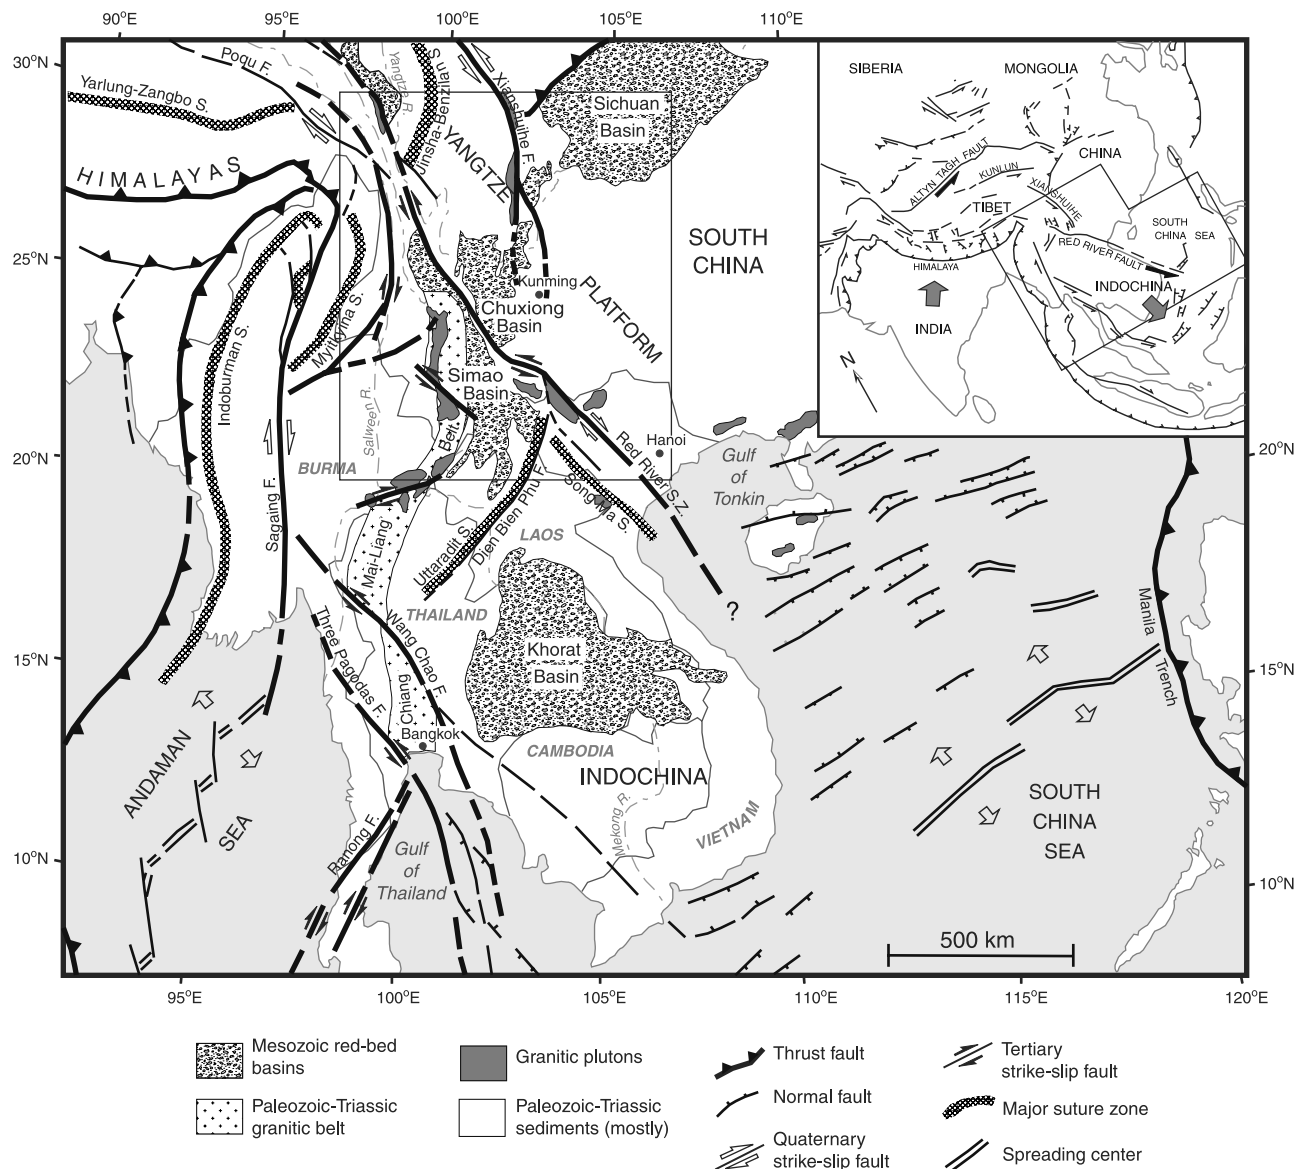 90°E
95°E
100°E
105°E
110°E
30°N
25°N
20°N
15°N
10°N
20°N
15°N
10°N
95°E
100°E
105°E
110°E
115°E
120°E
Poqu F.
Yarlung-Zangbo S.
HIMALAYAS
Yangtze R.
Jinsha-Benzilan S.
Xianshuihe F.
YANGTZE
PLATFORM
Sichuan
Basin
SOUTH
CHINA
Kunming
Chuxiong
Basin
Simao
Basin
Indoburman S.
Myitkyina S.
Salween R.
BURMA
Sagaing F.
Belt.
Mai-Liang
Chiang
Red River S.Z.
Hanoi
Gulf
of
Tonkin
Song Ma S.
Dien Bien Phu F.
Uttaradit S.
LAOS
THAILAND
Wang Chao F.
Three Pagodas F.
Khorat
Basin
?
Bangkok
CAMBODIA
INDOCHINA
Mekong R.
VIETNAM
ANDAMAN
SEA
Ranong F.
Gulf
of
Thailand
Manila
Trench
SOUTH
CHINA
SEA
500 km
SIBERIA
MONGOLIA
CHINA
ALTYN TAGH FAULT
KUNLUN
XIANSHUIHE
TIBET
SOUTH
CHINA SEA
RED RIVER FAULT
HIMALAYA
INDOCHINA
INDIA
N
Mesozoic red-bed
basins
Paleozoic-Triassic
granitic belt
Granitic plutons
Paleozoic-Triassic
sediments (mostly)
Thrust fault
Normal fault
Quaternary
strike-slip fault
Tertiary
strike-slip fault
Major suture zone
Spreading center